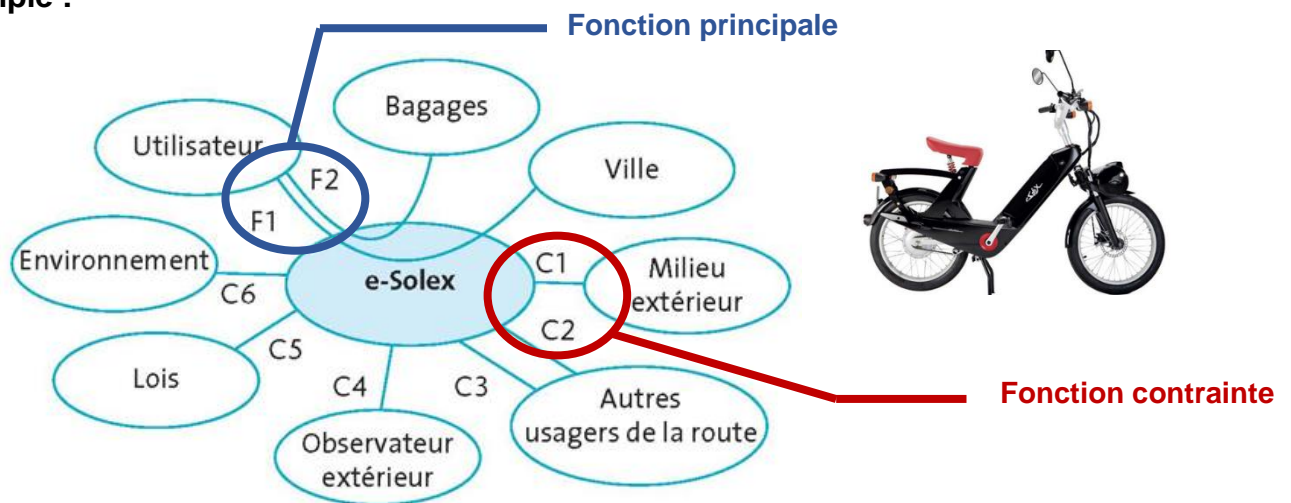 Fonction principale
Bagages
Utilisateur
Ville
F2
F1
Environnement
e-Solex
C1
Milieu
extérieur
C6
C2
C5
Lois
C4
C3
Autres
usagers de la route
Fonction contrainte
Observateur
extérieur